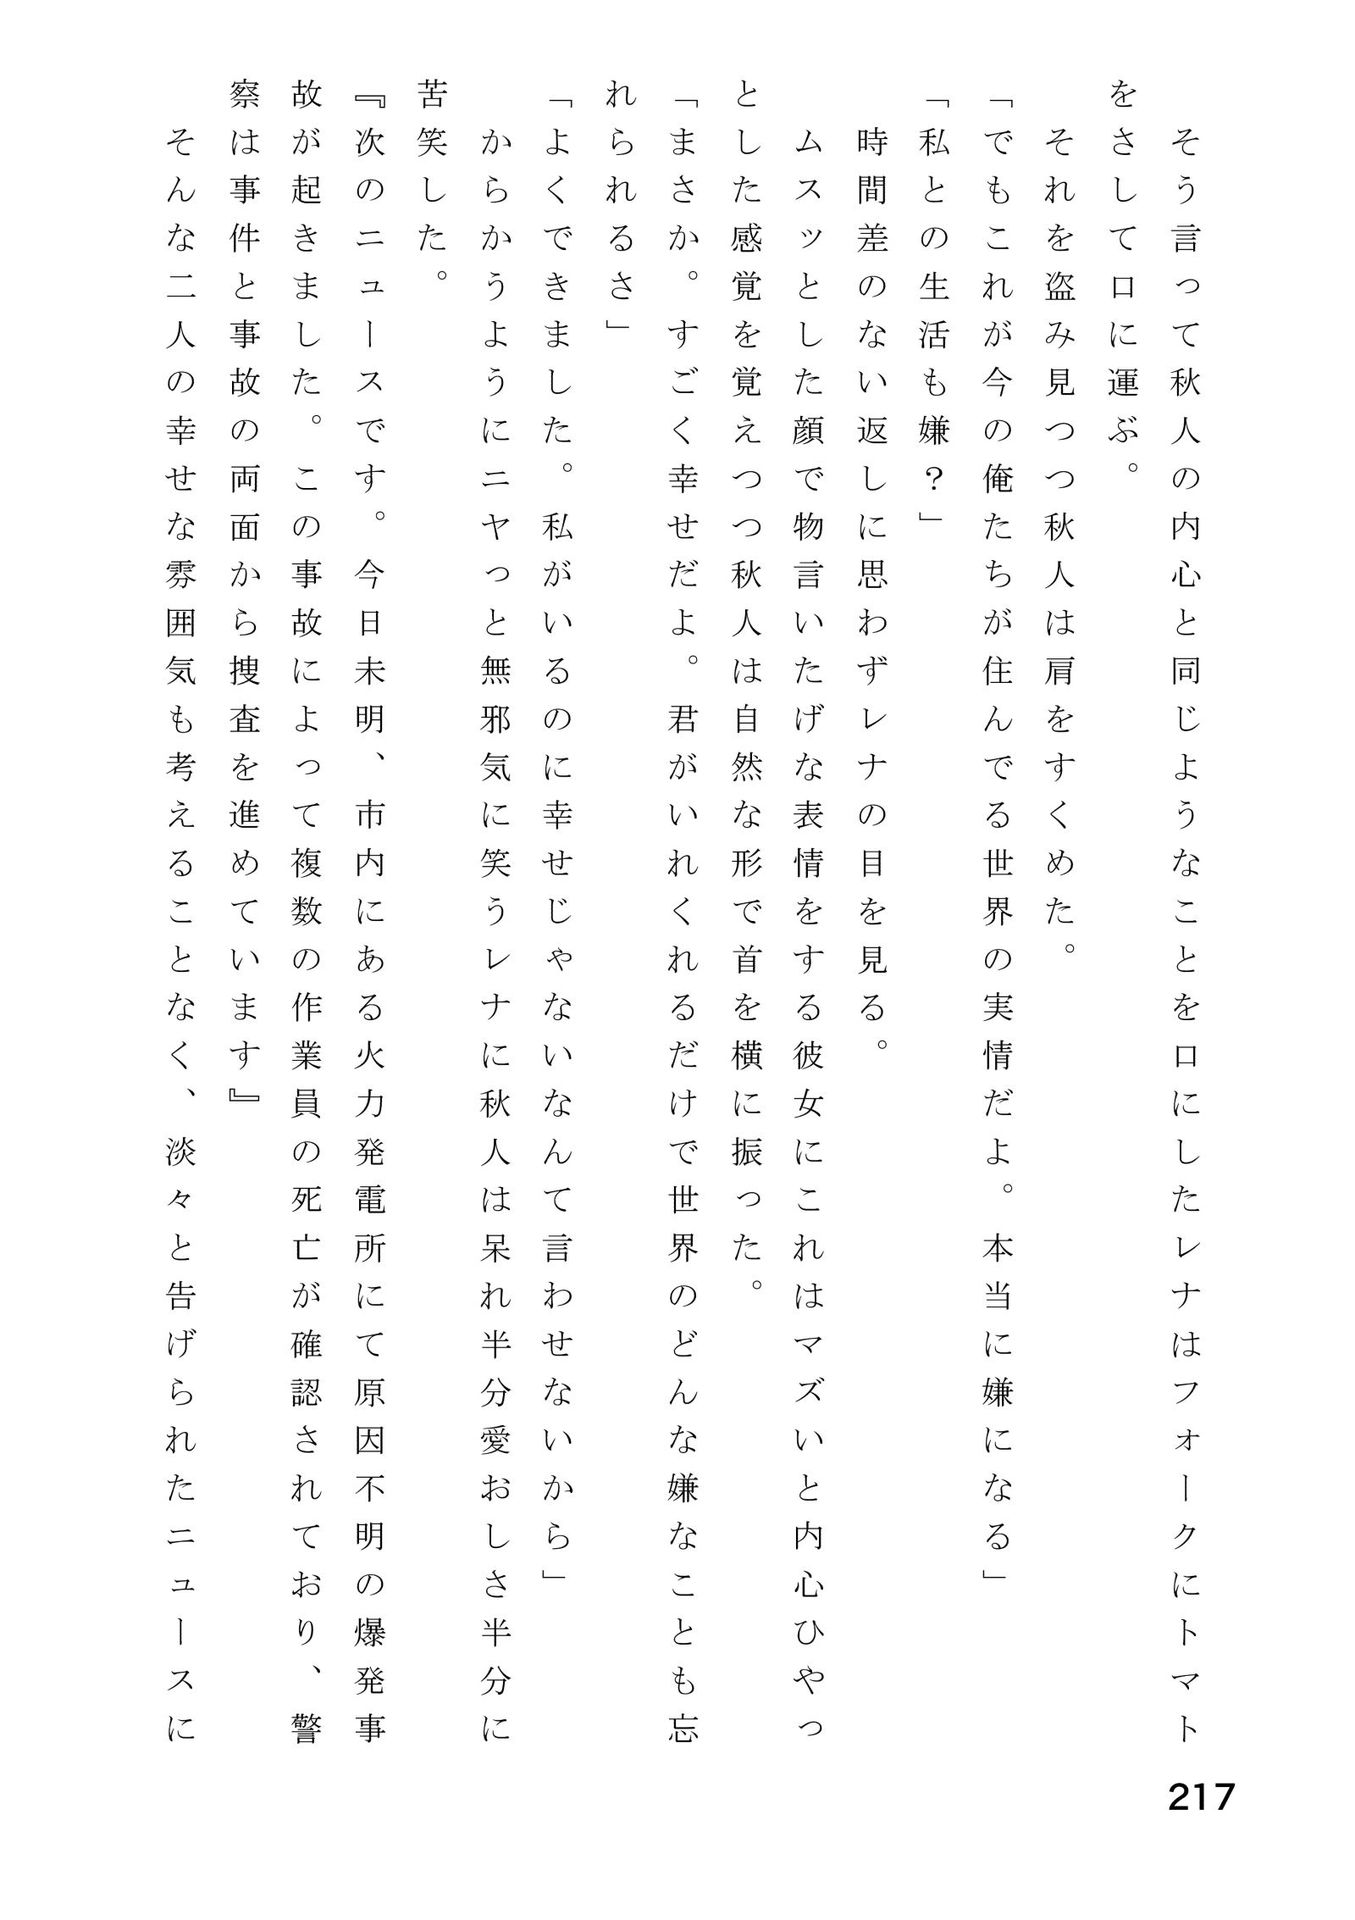 そう言って秋人の内心と同じようなことを口にしたレナはフォークにトマト
をさして口に運ぶ。
それを盗み見つつ秋人は肩をすくめた。
「でもこれが今の俺たちが住んでる世界の実情だよ。本当に嫌になる」
「私との生活も嫌？」
時間差のない返しに思わずレナの目を見る。
ムスッとした顔で物言いたげな表情をする彼女にこれはマズいと内心ひやっ
とした感覚を覚えつつ秋人は自然な形で首を横に振った。
「まさか。すごく幸せだよ。君がいれくれるだけで世界のどんな嫌なことも忘
れられるさ」
「よくできました。私がいるのに幸せじゃないなんて言わせないから」
からかうようにニヤっと無邪気に笑うレナに秋人は呆れ半分愛おしさ半分に
苦笑した。
『次のニュースです。今日未明、市内にある火力発電所にて原因不明の爆発事
故が起きました。この事故によって複数の作業員の死亡が確認されており、警
察は事件と事故の両面から捜査を進めています』
そんな二人の幸せな雰囲気も考えることなく、淡々と告げられたニュースに
217